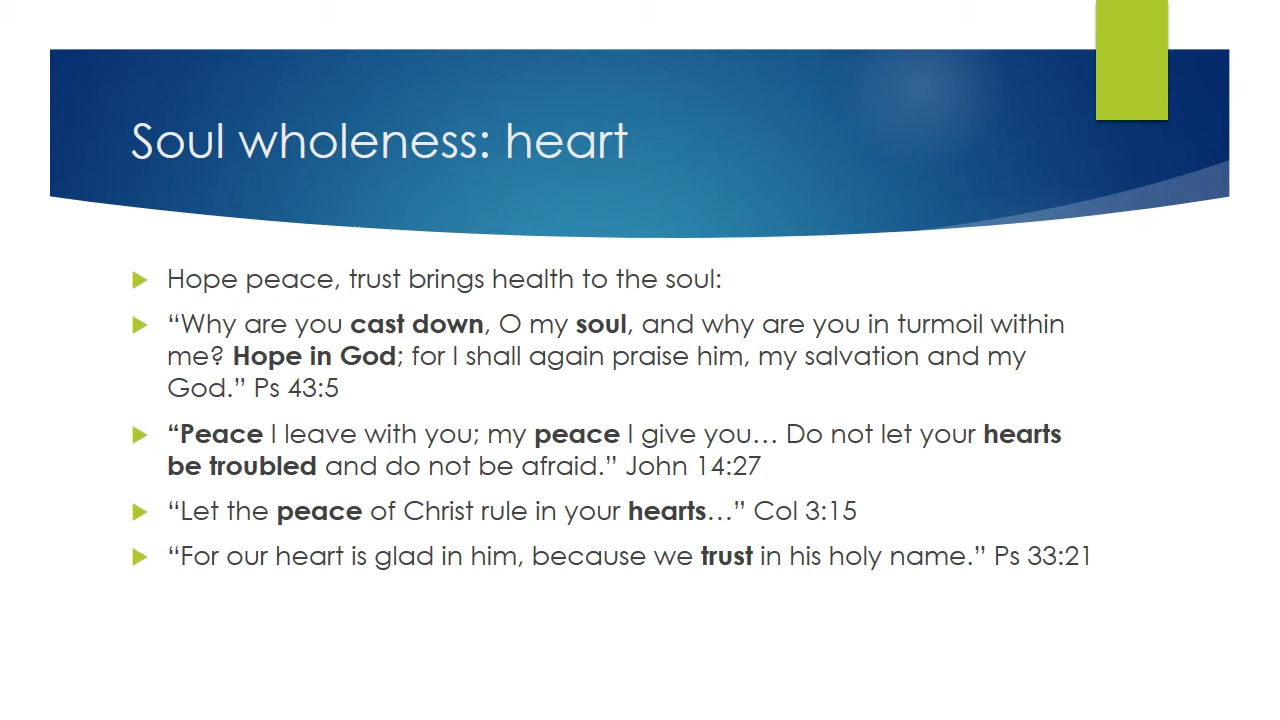 Soul wholeness: heart
Hope peace, trust brings health to the soul:
“Why are you cast down, O my soul, and why are you in turmoil within
me? Hope in God; for I shall again praise him, my salvation and my
God.” Ps 43:5
“Peace I leave with you; my peace I give you… Do not let your hearts
be troubled and do not be afraid.” John 14:27
“Let the peace of Christ rule in your hearts…” Col 3:15
“For our heart is glad in him, because we trust in his holy name.” Ps 33:21